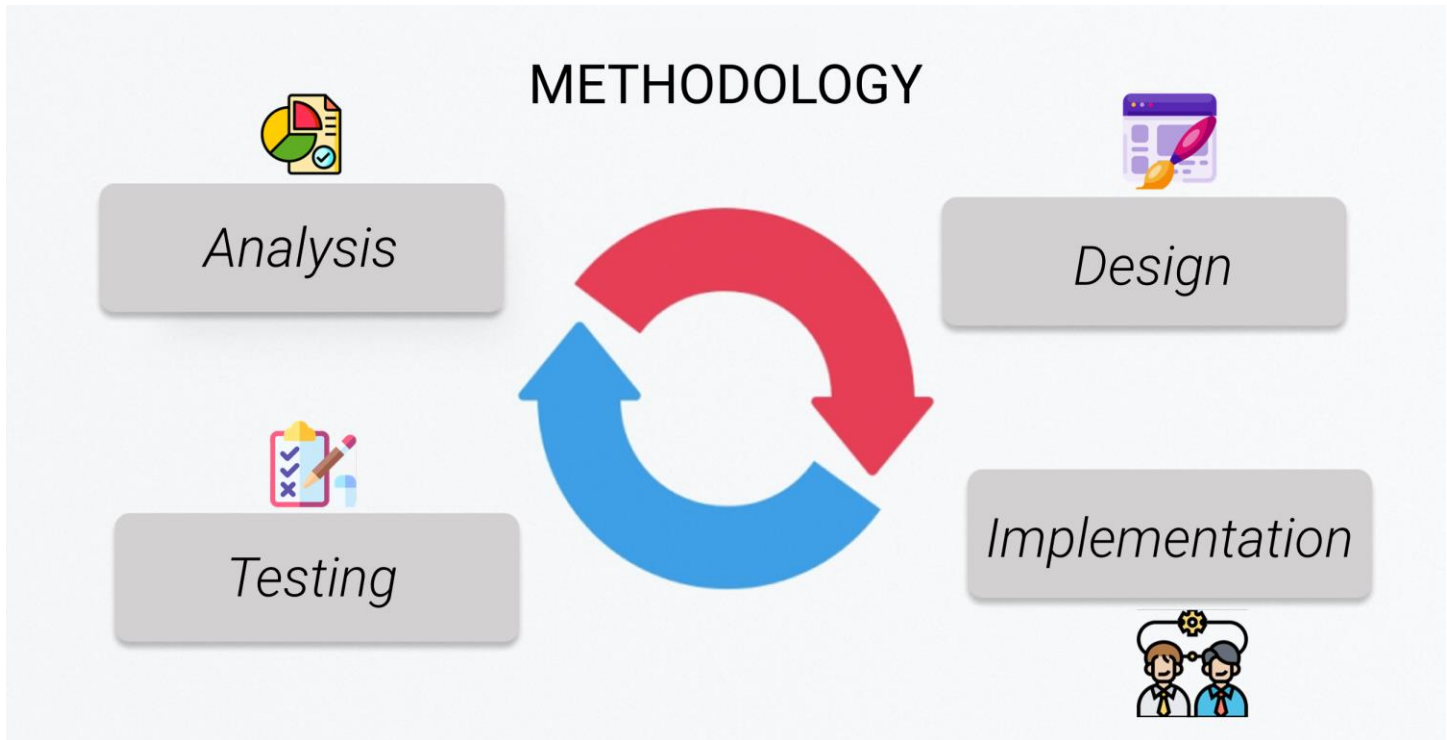 METHODOLOGY
Analysis
Design
Testing
Implementation